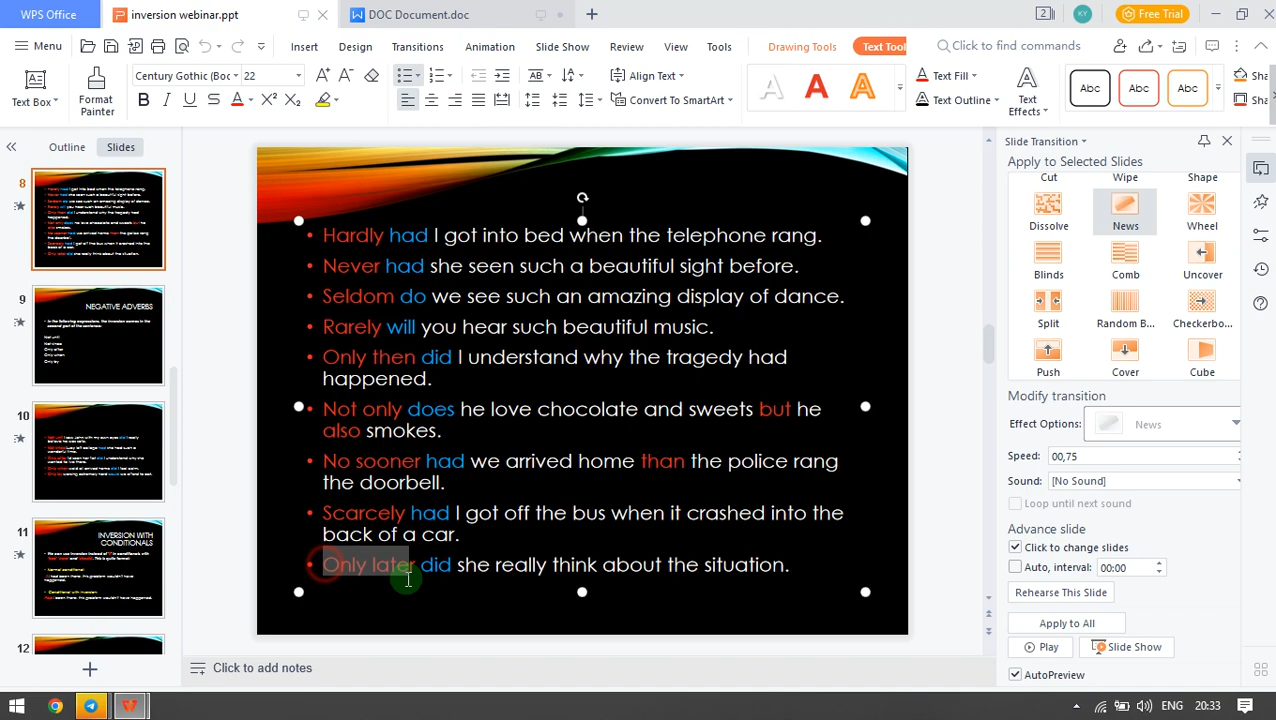 WPS Office
inversion webinar.ppt
DOC Document.doc
KY
Free Trial
Menu
Insert
Design
Transitions
Animation
Slide Show
Review
View
Tools
Drawing Tools
Text Tool
Click to find commands
Text Box
Format Painter
Century Gothic (Boc
22
Align Text
Convert To SmartArt
Text Fill
Text Outline
Text Effects
Abc
Abc
Abc
Outline
Slides
8
9
NEGATIVE ADVERBS
Not until
Not since
Only after
Only when
Only by
10
11
INVERSION WITH CONDITIONALS
12
Hardly had I got into bed when the telephone rang.
Never had she seen such a beautiful sight before.
Seldom do we see such an amazing display of dance.
Rarely will you hear such beautiful music.
Only then did I understand why the tragedy had
happened.
Not only does he love chocolate and sweets but he
also smokes.
No sooner had we arrived home than the police rang
the doorbell.
Scarcely had I got off the bus when it crashed into the
back of a car.
Only later did she really think about the situation.
Click to add notes
Slide Transition
Apply to Selected Slides
Cut
Wipe
Shape
Dissolve
News
Wheel
Blinds
Comb
Uncover
Split
Random B...
Checkerbo...
Push
Cover
Cube
Modify transition
Effect Options:
News
Speed:
00,75
Sound:
[No Sound]
Loop until next sound
Advance slide
Click to change slides
Auto, interval:
00:00
Rehearse This Slide
Apply to All
Play
Slide Show
AutoPreview
ENG
20:33